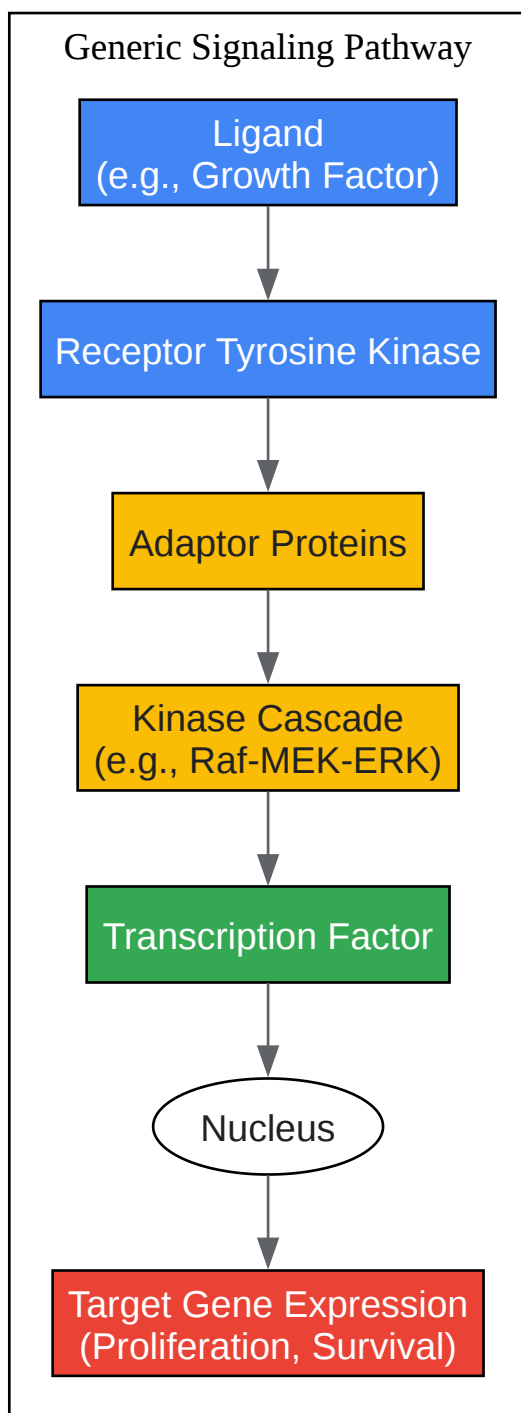 Generic Signaling Pathway
Ligand
(e.g., Growth Factor)
Receptor Tyrosine Kinase
Adaptor Proteins
Kinase Cascade
(e.g., Raf-MEK-ERK)
Transcription Factor
Nucleus
Target Gene Expression
(Proliferation, Survival)